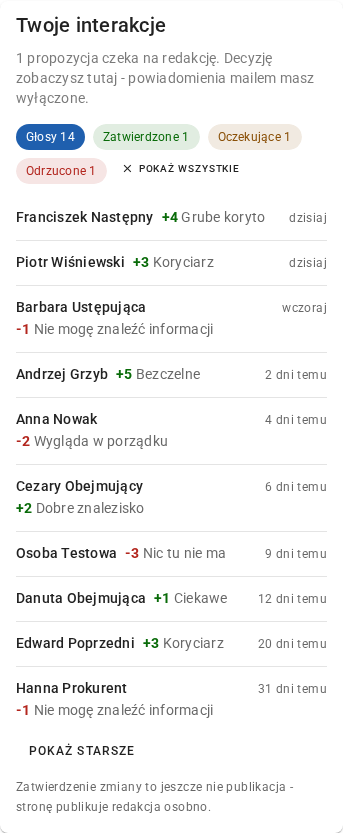 Twoje interakcje
1 propozycja czeka na redakcję. Decyzję
zobaczysz tutaj - powiadomienia mailem masz
wyłączone.
Głosy 14 Zatwierdzone 1 Oczekujące 1
Odrzucone 1 × POKAŻ WSZYSTKIE
Franciszek Następny +4 Grube koryto dzisiaj
Piotr Wiśniewski +3 Koryciarz dzisiaj
Barbara Ustępująca wczoraj
-1 Nie mogę znaleźć informacji
Andrzej Grzyb +5 Bezczelne 2 dni temu
Anna Nowak 4 dni temu
-2 Wygląda w porządku
Cezary Obejmujący 6 dni temu
+2 Dobre znalezisko
Osoba Testowa -3 Nic tu nie ma 9 dni temu
Danuta Obejmująca +1 Ciekawe 12 dni temu
Edward Poprzedni +3 Koryciarz 20 dni temu
Hanna Prokurent 31 dni temu
-1 Nie mogę znaleźć informacji
POKAŻ STARSZE
Zatwierdzenie zmiany to jeszcze nie publikacja -
stronę publikuje redakcja osobno.